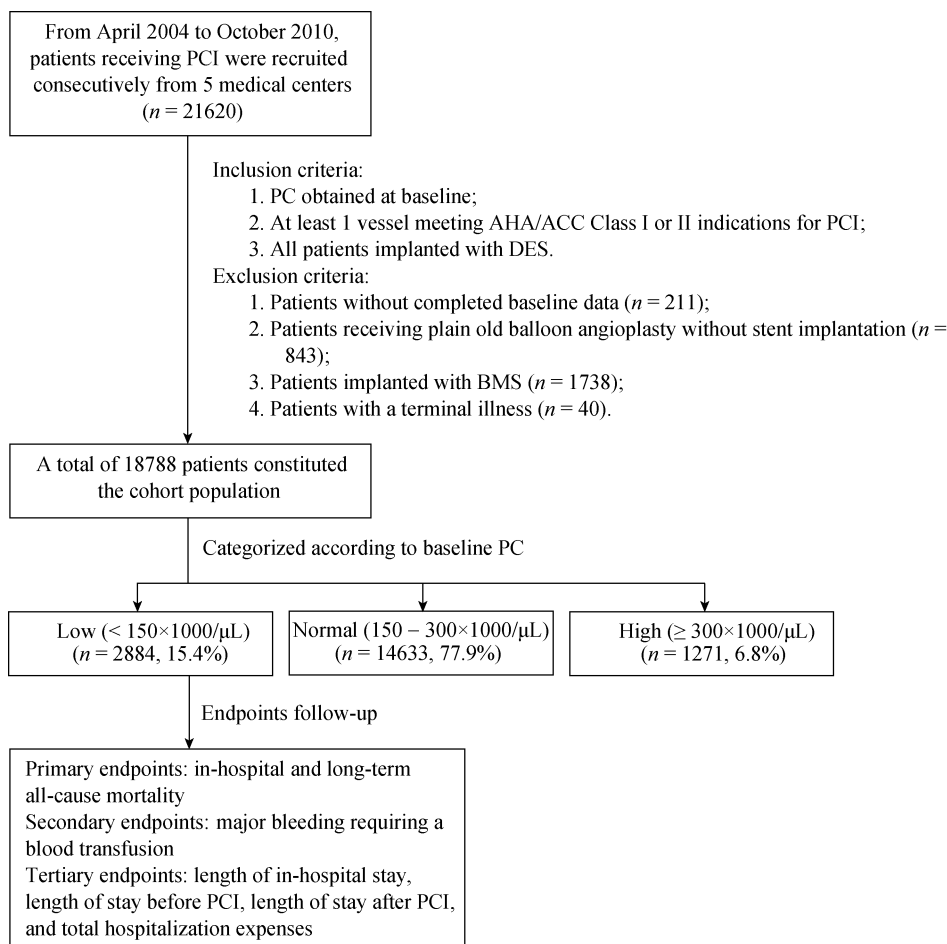 From April 2004 to October 2010,
patients receiving PCI were recruited
consecutively from 5 medical centers
(n = 21620)
Inclusion criteria:
1. PC obtained at baseline;
2. At least 1 vessel meeting AHA/ACC Class I or II indications for PCI;
3. All patients implanted with DES.
Exclusion criteria:
1. Patients without completed baseline data (n = 211);
2. Patients receiving plain old balloon angioplasty without stent implantation (n =
843);
3. Patients implanted with BMS (n = 1738);
4. Patients with a terminal illness (n = 40).
A total of 18788 patients constituted
the cohort population
Categorized according to baseline PC
Low (< 150×1000/μL)
(n = 2884, 15.4%)
Normal (150 – 300×1000/μL)
(n = 14633, 77.9%)
High (≥ 300×1000/μL)
(n = 1271, 6.8%)
Endpoints follow-up
Primary endpoints: in-hospital and long-term
all-cause mortality
Secondary endpoints: major bleeding requiring a
blood transfusion
Tertiary endpoints: length of in-hospital stay,
length of stay before PCI, length of stay after PCI,
and total hospitalization expenses